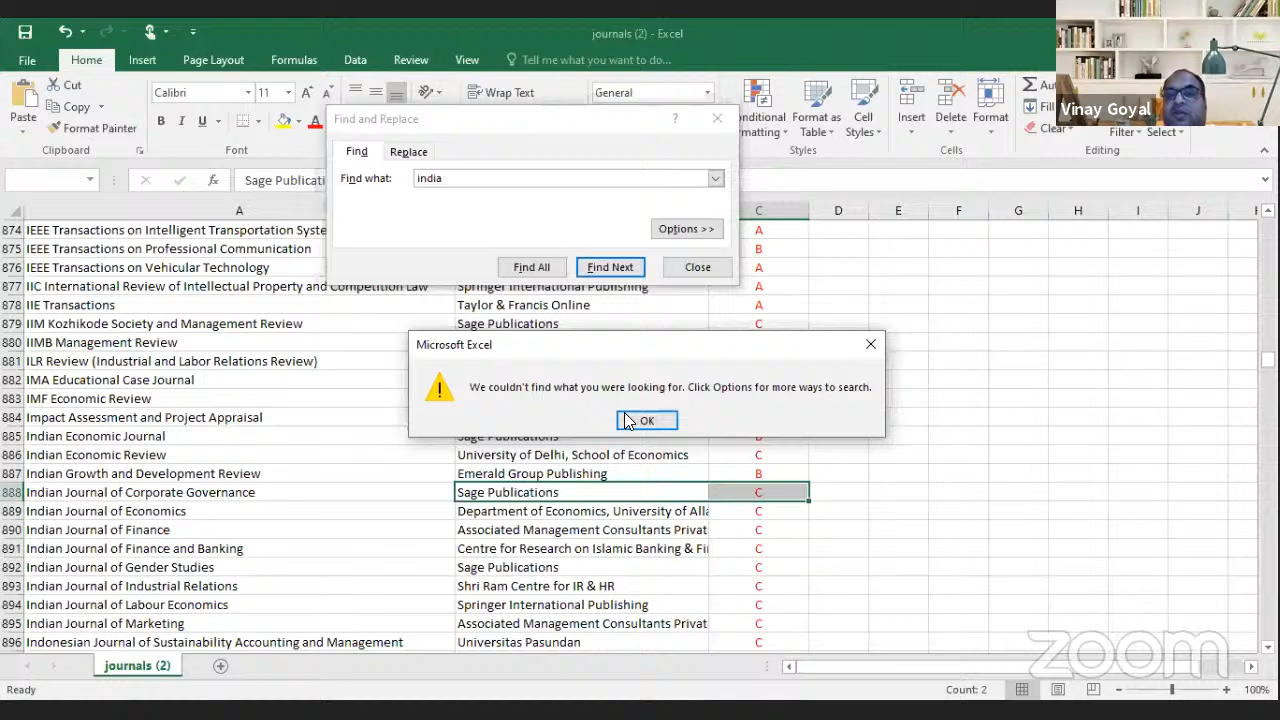 journals (2) - Excel
File Home Insert Page Layout Formulas Data Review View Tell me what you want to do...
Vinay Goyal
Paste Cut Copy Format Painter Clipboard
Calibri 11 B I U A Font
Wrap Text General
Conditional Formatting Format as Table Cell Styles Styles
Insert Delete Format Cells
Clear Filter Select Editing
Find and Replace
Find Replace
Find what: india
Options >>
Find All Find Next Close
fx Sage Publicati
A C D E F G H I J
874 IEEE Transactions on Intelligent Transportation Syste A
875 IEEE Transactions on Professional Communication B
876 IEEE Transactions on Vehicular Technology A
877 IIC International Review of Intellectual Property and Competition Law Springer International Publishing A
878 IIE Transactions Taylor & Francis Online A
879 IIM Kozhikode Society and Management Review Sage Publications C
880 IIMB Management Review
881 ILR Review (Industrial and Labor Relations Review)
882 IMA Educational Case Journal
883 IMF Economic Review
884 Impact Assessment and Project Appraisal
Microsoft Excel
We couldn't find what you were looking for. Click Options for more ways to search.
OK
885 Indian Economic Journal Sage Publications B
886 Indian Economic Review University of Delhi, School of Economics C
887 Indian Growth and Development Review Emerald Group Publishing B
888 Indian Journal of Corporate Governance Sage Publications C
889 Indian Journal of Economics Department of Economics, University of Alla C
890 Indian Journal of Finance Associated Management Consultants Privat C
891 Indian Journal of Finance and Banking Centre for Research on Islamic Banking & Fi C
892 Indian Journal of Gender Studies Sage Publications C
893 Indian Journal of Industrial Relations Shri Ram Centre for IR & HR C
894 Indian Journal of Labour Economics Springer International Publishing C
895 Indian Journal of Marketing Associated Management Consultants Privat C
896 Indonesian Journal of Sustainability Accounting and Management Universitas Pasundan C
journals (2)
Ready Count: 2 100%
zoom